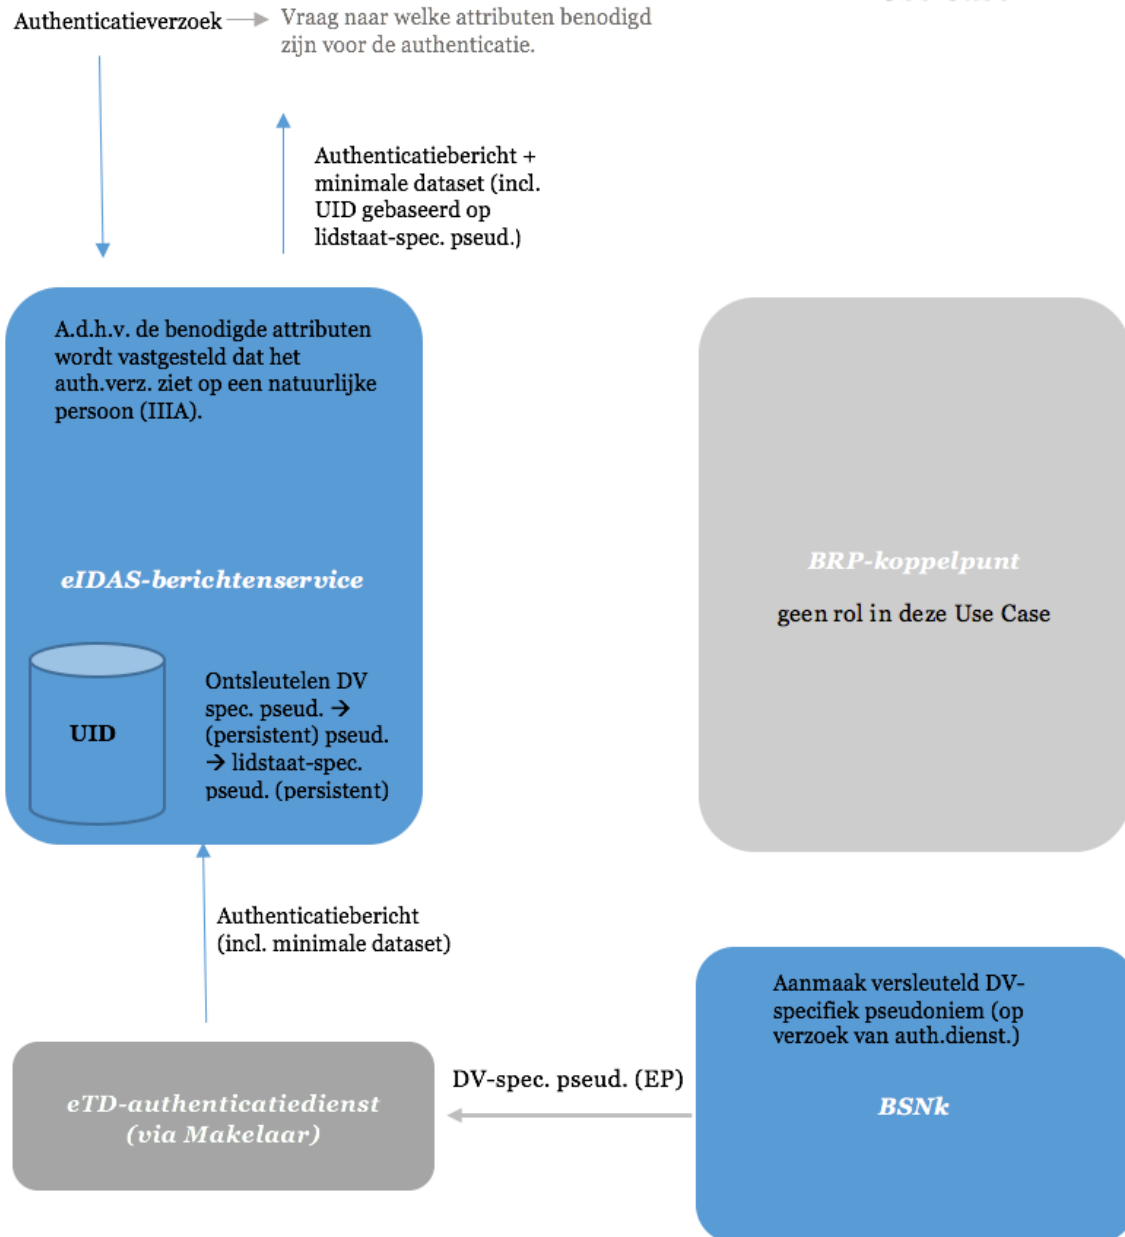 Authenticatieverzoek
Vraag naar welke attributen benodigd
zijn voor de authenticatie.
Authenticatiebericht +
minimale dataset (incl.
UID gebaseerd op
lidstaat-spec. pseud.)
A.d.h.v. de benodigde attributen
wordt vastgesteld dat het
auth.verz. ziet op een natuurlijke
persoon (IIIA).
eIDAS-berichtenservice
UID
Ontsleutelen DV
spec. pseud. →
(persistent) pseud.
→ lidstaat-spec.
pseud. (persistent)
BRP-koppelpunt
geen rol in deze Use Case
Authenticatiebericht
(incl. minimale dataset)
Aanmaak versleuteld DV-
specifiek pseudoniem (op
verzoek van auth.dienst.)
BSNk
DV-spec. pseud. (EP)
eTD-authenticatiedienst
(via Makelaar)